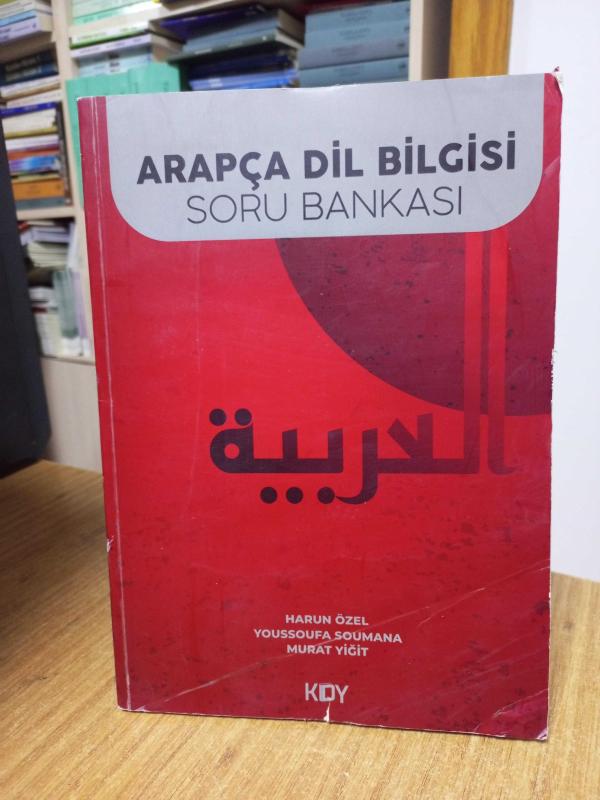 ARAPÇA DİL BİLGİSİ
SORU BANKASI
العربية
HARUN ÖZEL
YOUSSOUFA SOUMANA
MURAT YİĞİT
KDY